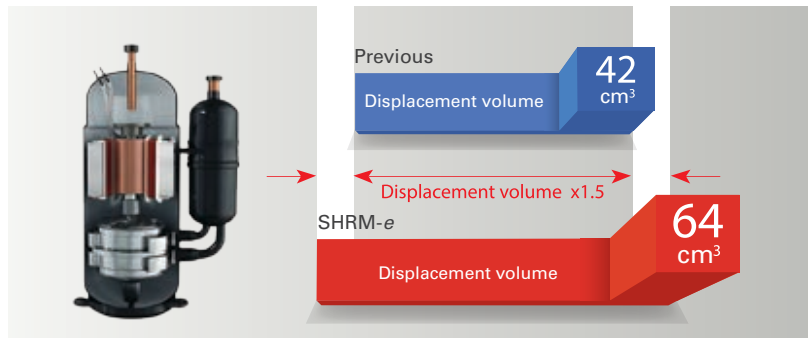 Previous
Displacement volume
42
cm³
Displacement volume x1.5
SHRM-e
Displacement volume
64
cm³